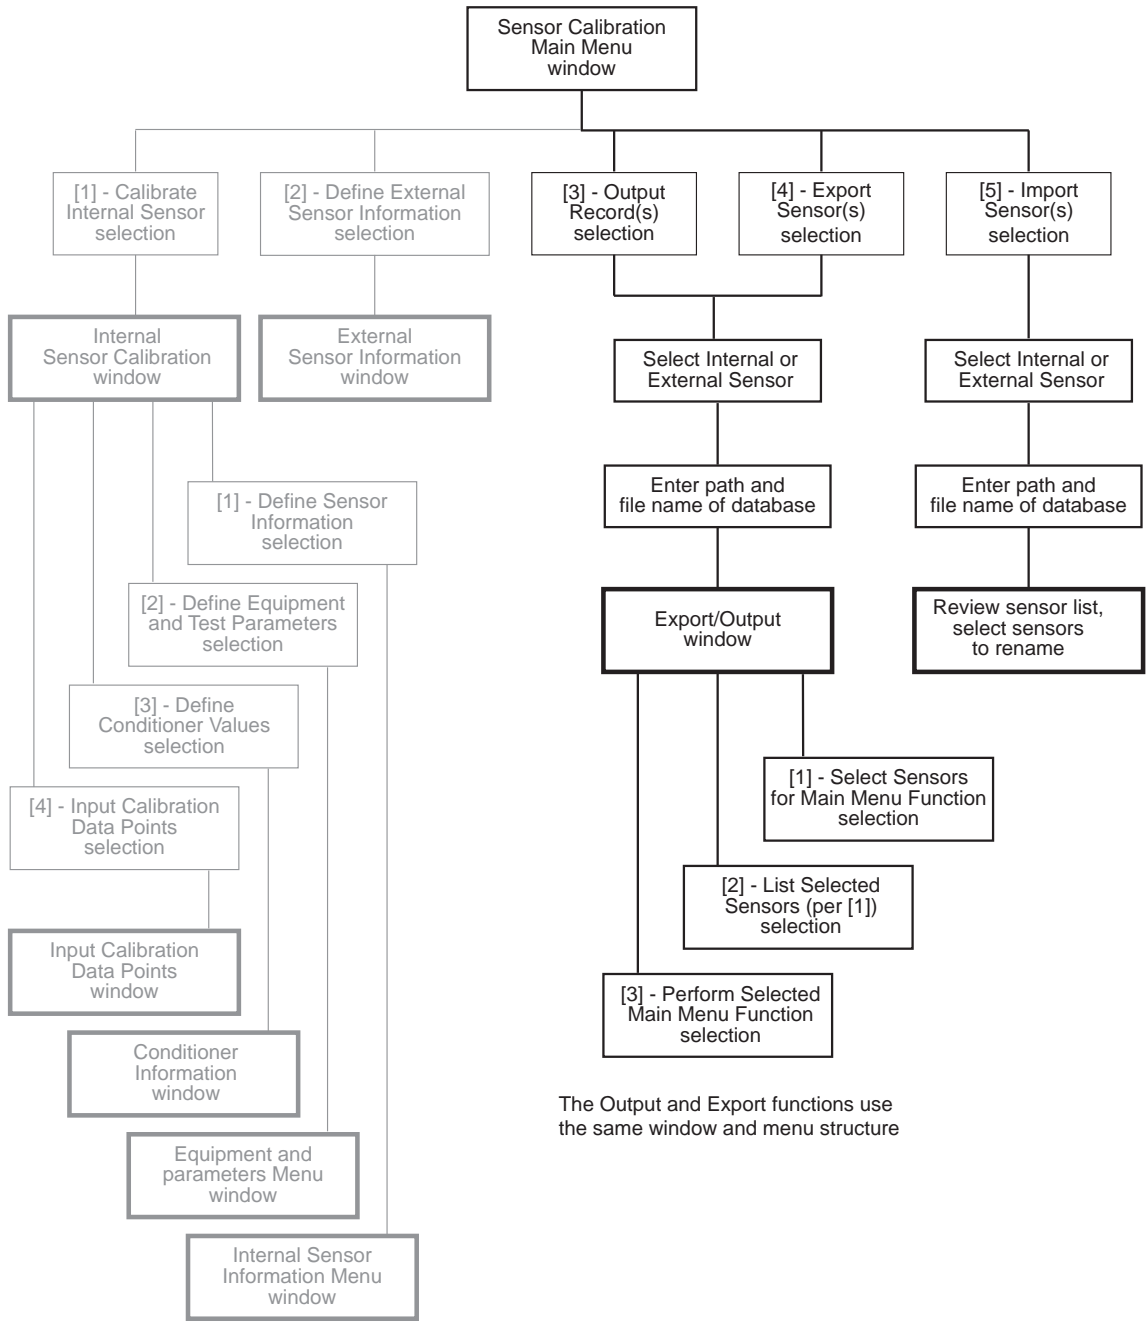 Sensor Calibration
Main Menu
window
[1] - Calibrate
Internal Sensor
selection
[2] - Define External
Sensor Information
selection
[3] - Output
Record(s)
selection
[4] - Export
Sensor(s)
selection
[5] - Import
Sensor(s)
selection
Internal
Sensor Calibration
window
External
Sensor Information
window
Select Internal or
External Sensor
Select Internal or
External Sensor
[1] - Define Sensor
Information
selection
Enter path and
file name of database
Enter path and
file name of database
[2] - Define Equipment
and Test Parameters
selection
Export/Output
window
Review sensor list,
select sensors
to rename
[3] - Define
Conditioner Values
selection
[4] - Input Calibration
Data Points
selection
[1] - Select Sensors
for Main Menu Function
selection
[2] - List Selected
Sensors (per [1])
selection
Input Calibration
Data Points
window
[3] - Perform Selected
Main Menu Function
selection
Conditioner
Information
window
The Output and Export functions use
the same window and menu structure
Equipment and
parameters Menu
window
Internal Sensor
Information Menu
window